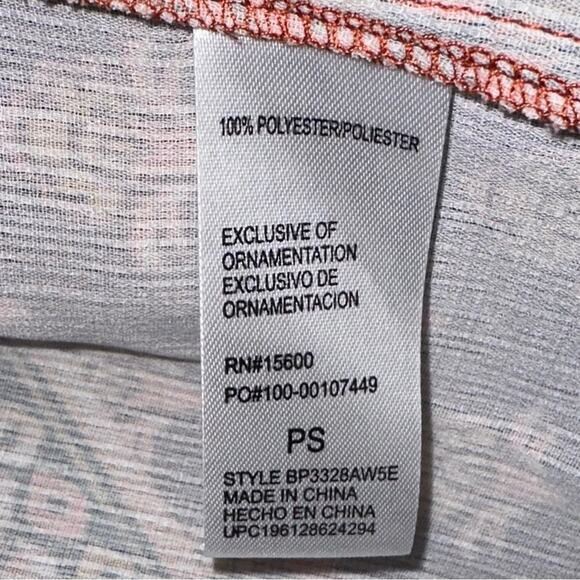 100% POLYESTER/POLIESTER
EXCLUSIVE OF
ORNAMENTATION
EXCLUSIVO DE
ORNAMENTACION
RN#15600
PO#100-00107449
PS
STYLE BP3328AW5E
MADE IN CHINA
HECHO EN CHINA
UPC196128624294